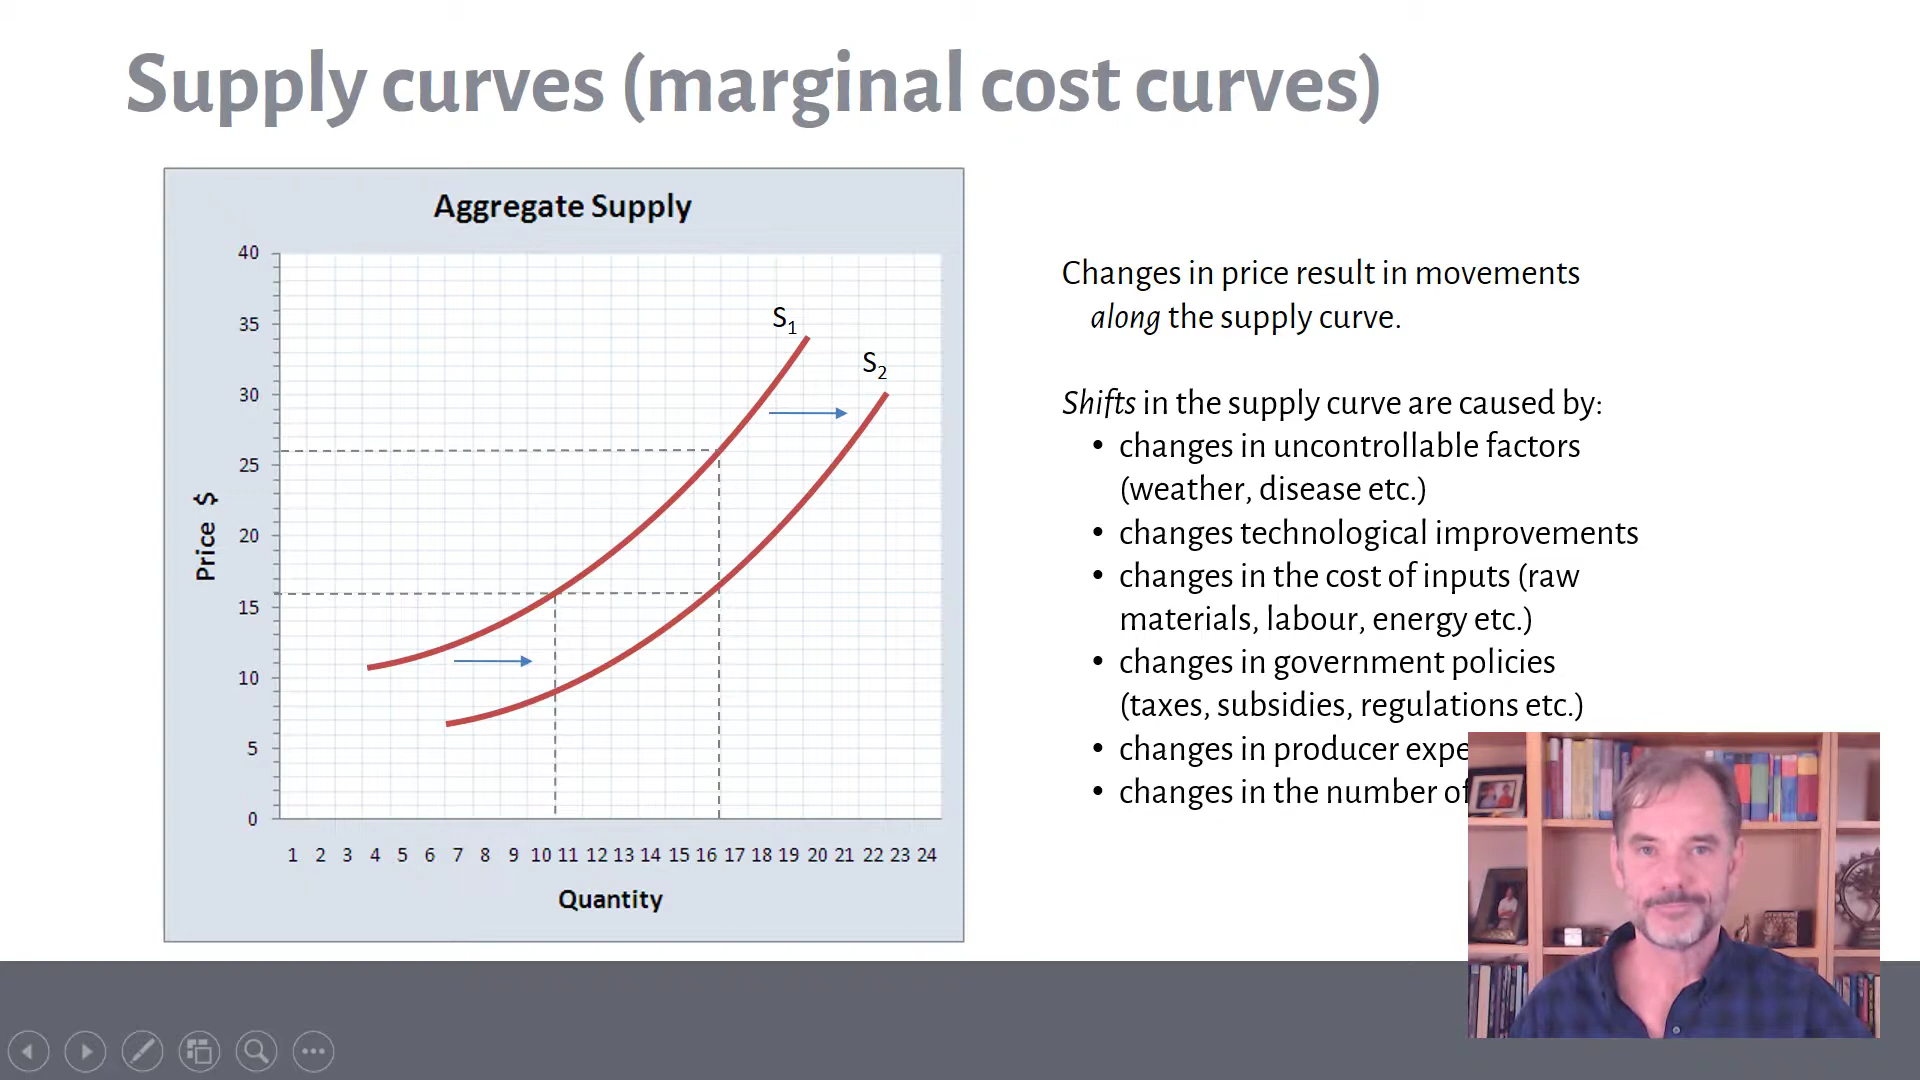 Supply curves (marginal cost curves)
Aggregate Supply
40
35
30
25
20
15
10
5
0
Price $
S1
S2
1 2 3 4 5 6 7 8 9 10 11 12 13 14 15 16 17 18 19 20 21 22 23 24
Quantity
Changes in price result in movements
along the supply curve.
Shifts in the supply curve are caused by:
• changes in uncontrollable factors
(weather, disease etc.)
• changes technological improvements
• changes in the cost of inputs (raw
materials, labour, energy etc.)
• changes in government policies
(taxes, subsidies, regulations etc.)
• changes in producer expe
• changes in the number of